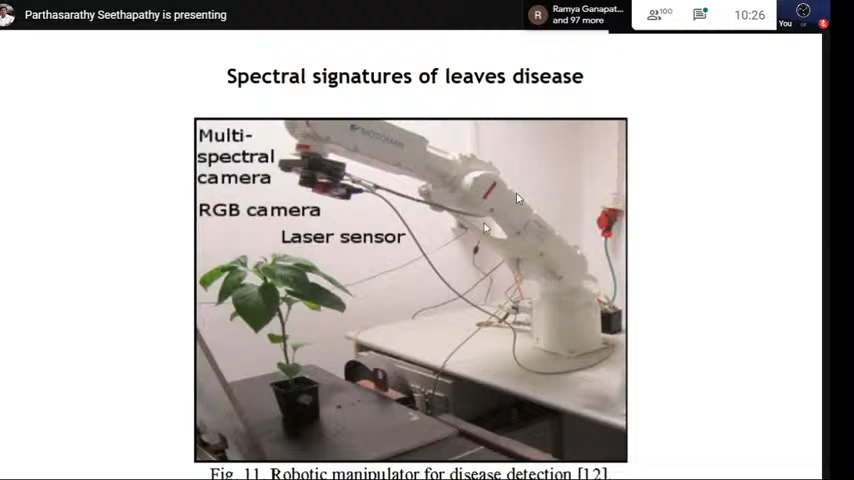 Parthasarathy Seethapathy is presenting
R
Ramya Ganapat...
and 97 more
100
10:26
You
Spectral signatures of leaves disease
Multi-
spectral
camera
RGB camera
Laser sensor
Fig. 11. Robotic manipulator for disease detection [12].